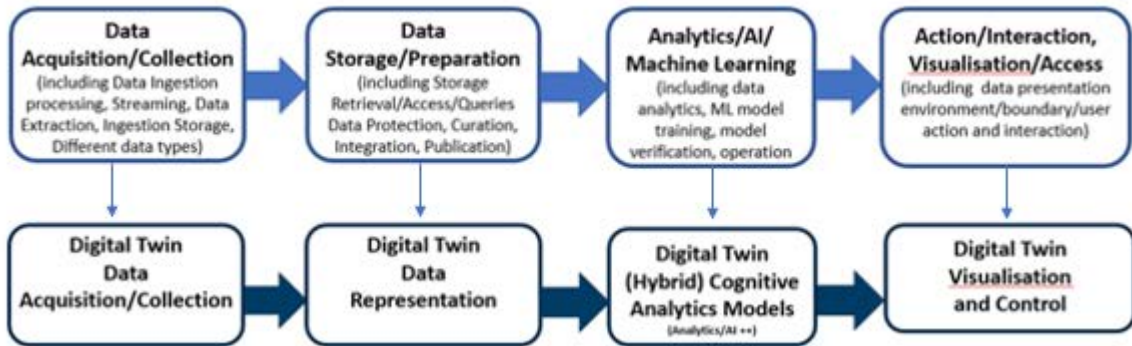 Data
Acquisition/Collection
(including Data Ingestion
processing, Streaming, Data
Extraction, Ingestion Storage,
Different data types)
Data
Storage/Preparation
(including Storage
Retrieval/Access/Queries
Data Protection, Curation,
Integration, Publication)
Analytics/AI/
Machine Learning
(including data
analytics, ML model
training, model
verification, operation
Action/Interaction,
Visualisation/Access
(including data presentation
environment/boundary/user
action and interaction)
Digital Twin
Data
Acquisition/Collection
Digital Twin
Data
Representation
Digital Twin
(Hybrid) Cognitive
Analytics Models
(Analytics/AI ++)
Digital Twin
Visualisation
and Control